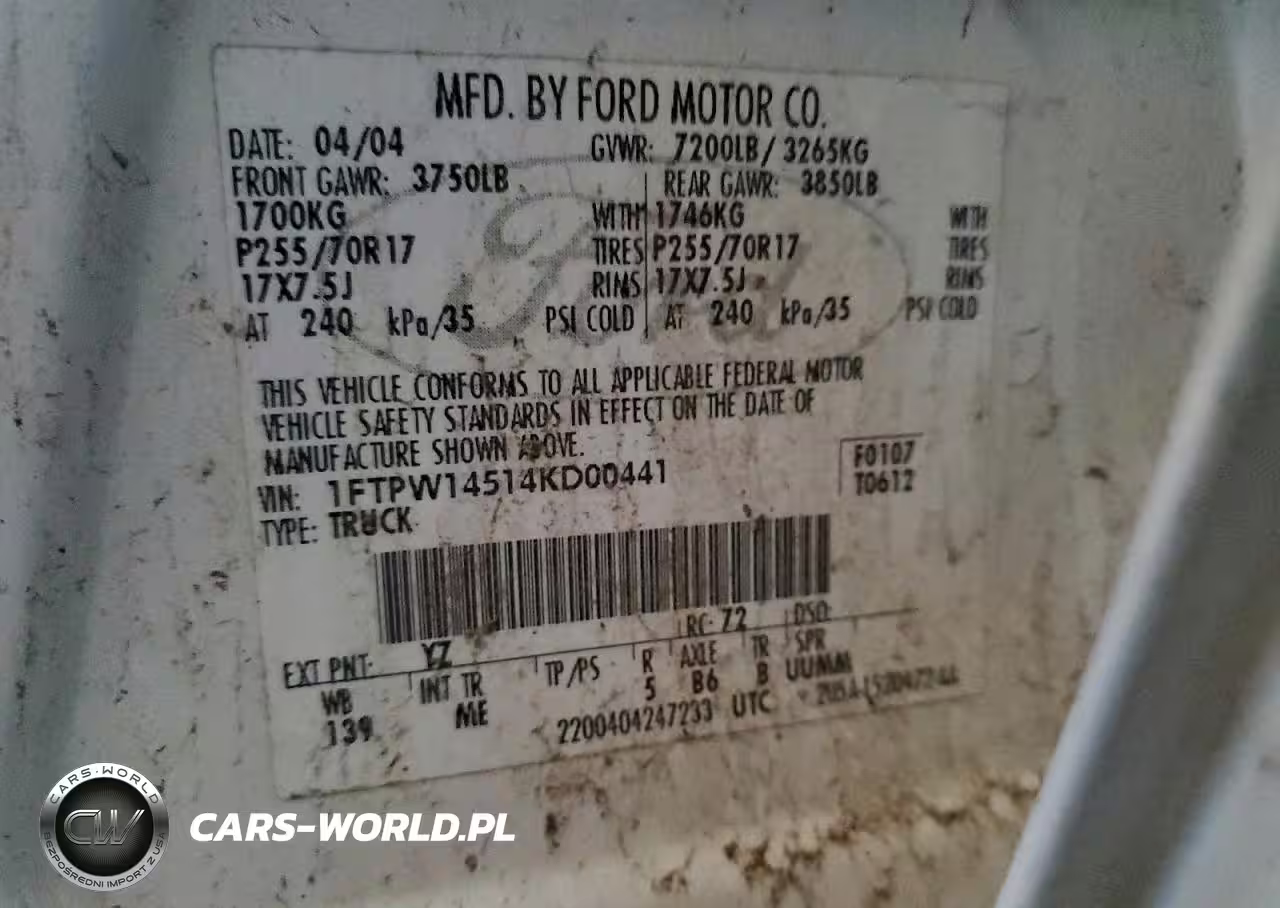 MFD. BY FORD MOTOR CO.
DATE: 04/04 GVWR: 7200LB/ 3265KG
FRONT GAWR: 3750LB REAR GAWR: 3850LB
1700KG WITH 1746KG WITH
P255/70R17 TIRES P255/70R17 TIRES
17X7.5J RIMS 17X7.5J RIMS
AT 240 kPa/35 PSI COLD AT 240 kPa/35 PSI COLD
Ford
THIS VEHICLE CONFORMS TO ALL APPLICABLE FEDERAL MOTOR
VEHICLE SAFETY STANDARDS IN EFFECT ON THE DATE OF
MANUFACTURE SHOWN ABOVE.
F0107
VIN: 1FTPW14514KD00441
T0612
TYPE: TRUCK
EXT PNT: YZ RC: 72 DSO:
WB INT TR TP/PS R AXLE TR SPR
139 ME 5 B6 B UUMM
2200404247233 UTC
CARS-WORLD
CW
BEZPOŚREDNI IMPORT Z USA
CARS-WORLD.PL